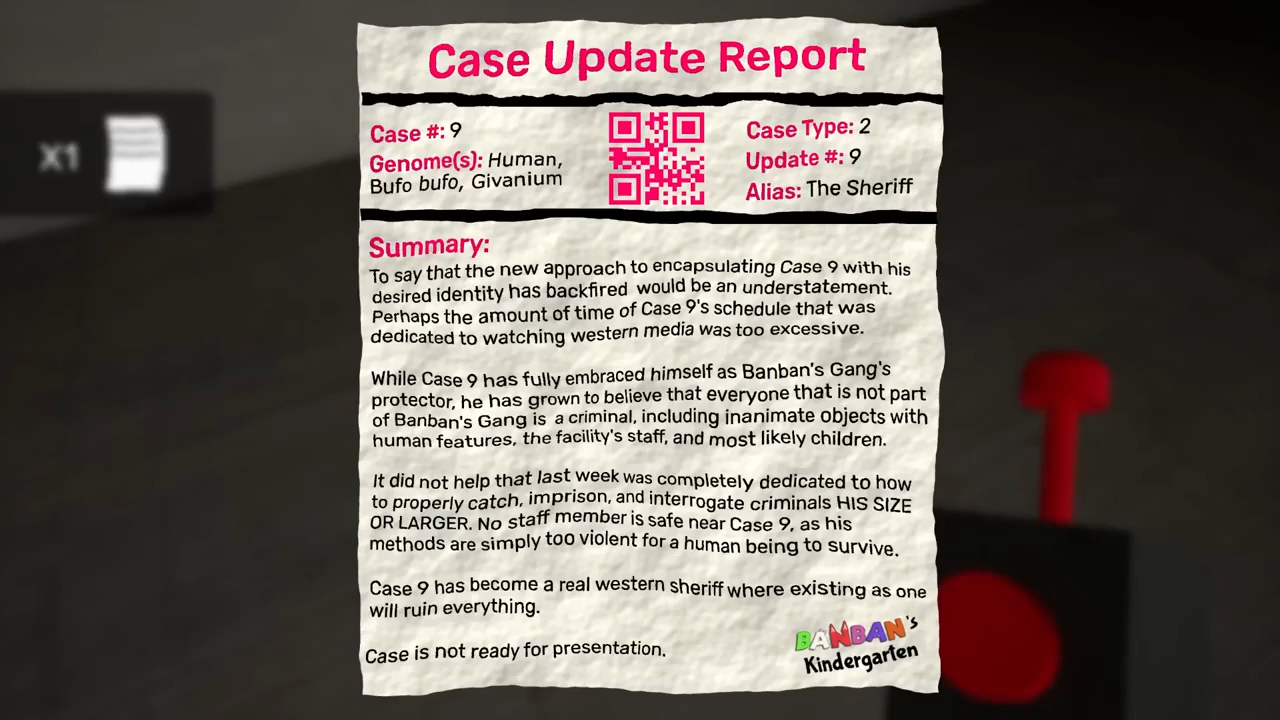 X1
Case Update Report
Case #: 9
Genome(s): Human,
Bufo bufo, Givanium
Case Type: 2
Update #: 9
Alias: The Sheriff
Summary:
To say that the new approach to encapsulating Case 9 with his
desired identity has backfired would be an understatement.
Perhaps the amount of time of Case 9's schedule that was
dedicated to watching western media was too excessive.
While Case 9 has fully embraced himself as Banban's Gang's
protector, he has grown to believe that everyone that is not part
of Banban's Gang is a criminal, including inanimate objects with
human features, the facility's staff, and most likely children.
It did not help that last week was completely dedicated to how
to properly catch, imprison, and interrogate criminals HIS SIZE
OR LARGER. No staff member is safe near Case 9, as his
methods are simply too violent for a human being to survive.
Case 9 has become a real western sheriff where existing as one
will ruin everything.
Case is not ready for presentation.
BANBAN's
Kindergarten